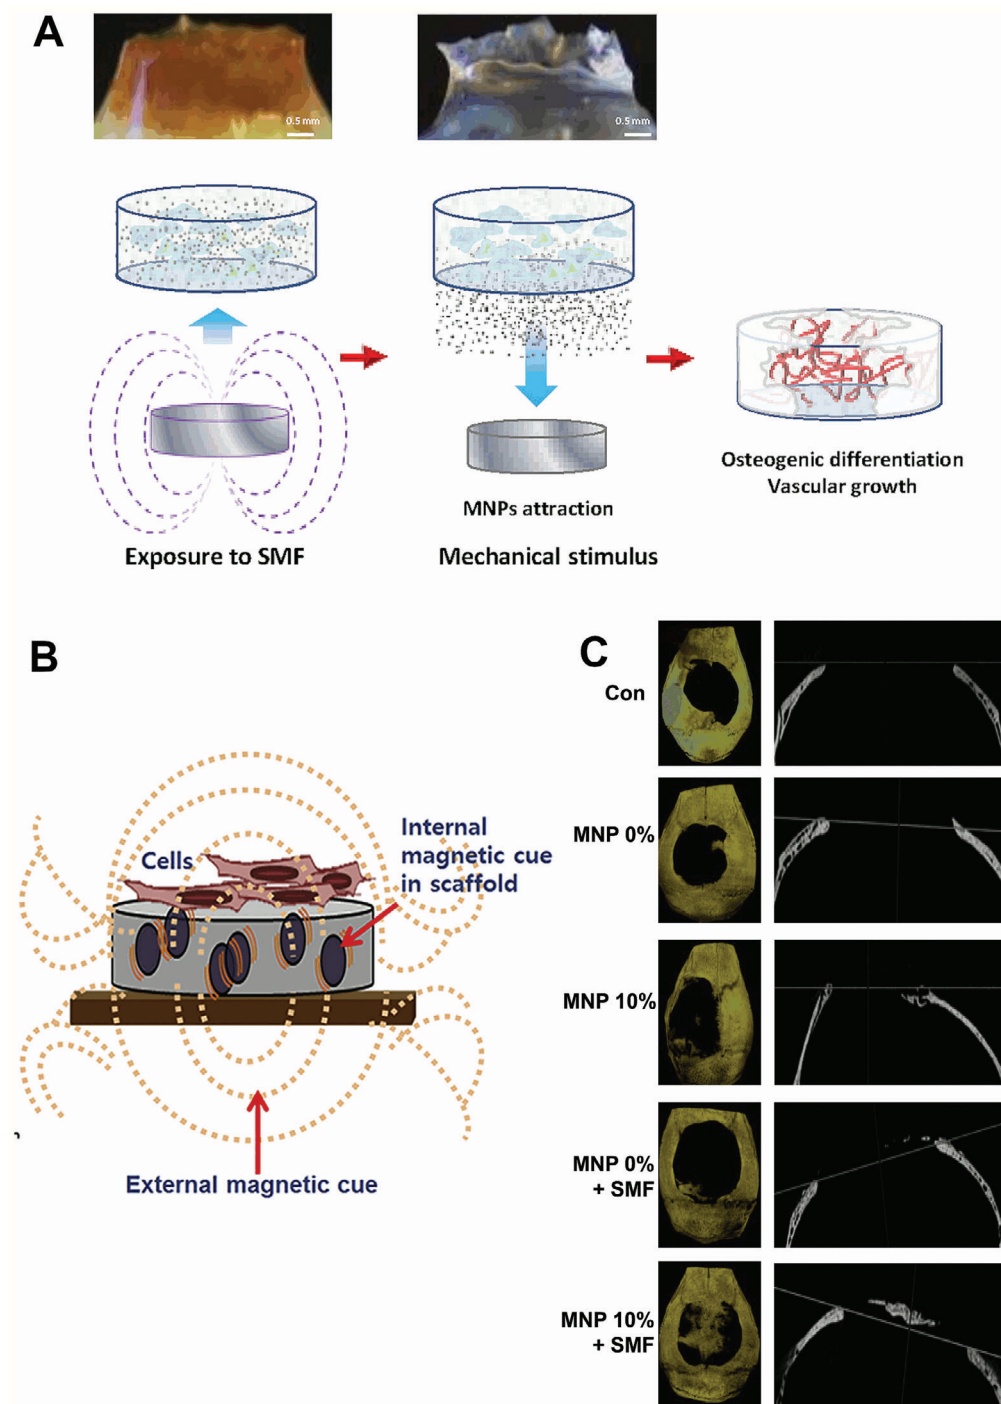 A
0.5 mm
0.5 mm
MNPs attraction
Exposure to SMF
Mechanical stimulus
Osteogenic differentiation
Vascular growth
B
Cells
Internal
magnetic cue
in scaffold
External magnetic cue
C
Con
MNP 0%
MNP 10%
MNP 0%
+ SMF
MNP 10%
+ SMF